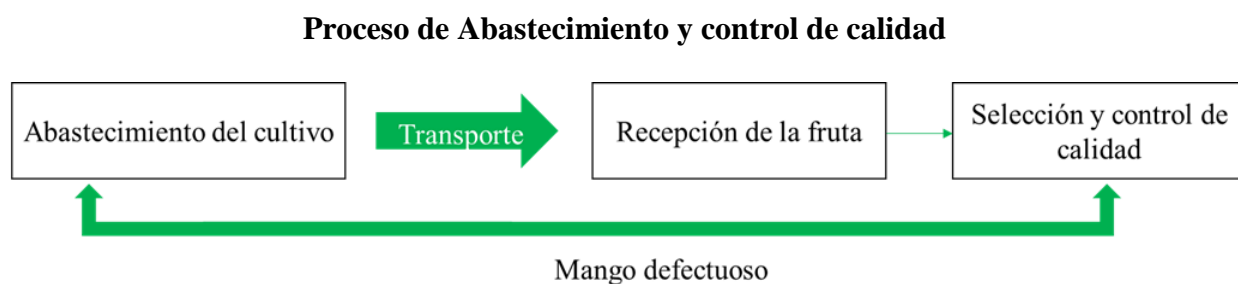 Proceso de Abastecimiento y control de calidad
Abastecimiento del cultivo
Transporte
Recepción de la fruta
Selección y control de
calidad
Mango defectuoso